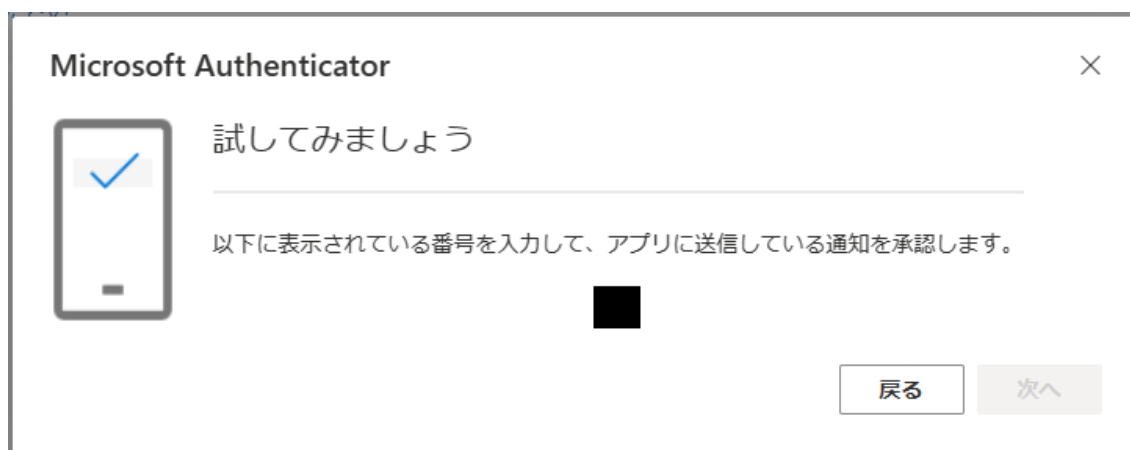 Microsoft Authenticator
試してみましょう
以下に表示されている番号を入力して、アプリに送信している通知を承認します。
戻る
次へ